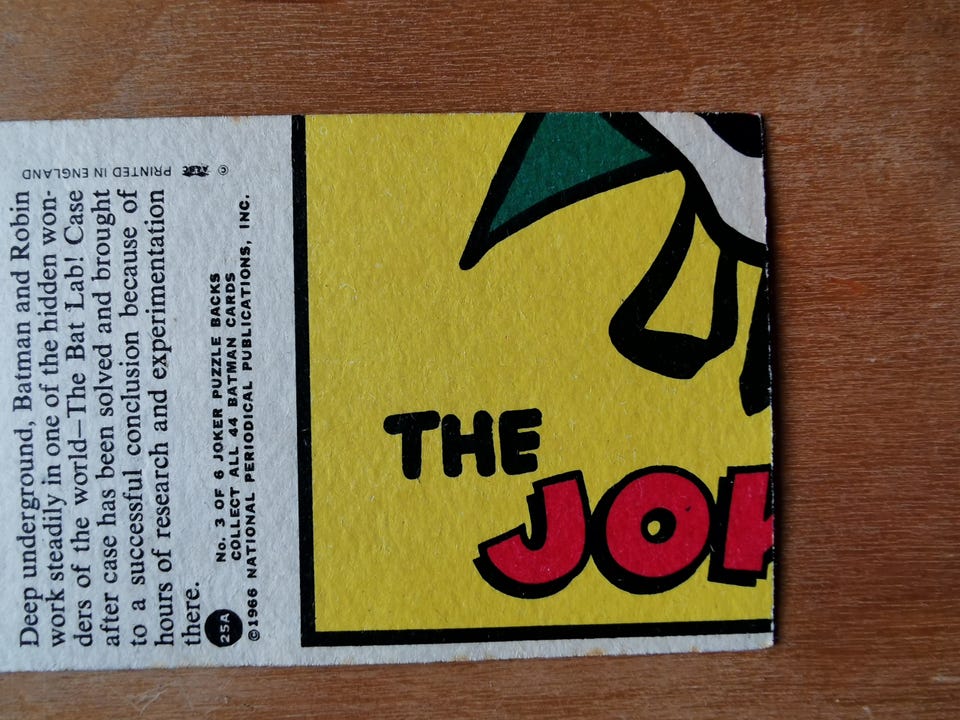 Deep underground, Batman and Robin
work steadily in one of the hidden won-
ders of the world—The Bat Lab! Case
after case has been solved and brought
to a successful conclusion because of
hours of research and experimentation
there.
25A
No. 3 OF 6 JOKER PUZZLE BACKS
COLLECT ALL 44 BATMAN CARDS
©1966 NATIONAL PERIODICAL PUBLICATIONS, INC.
PRINTED IN ENGLAND
THE
JOK